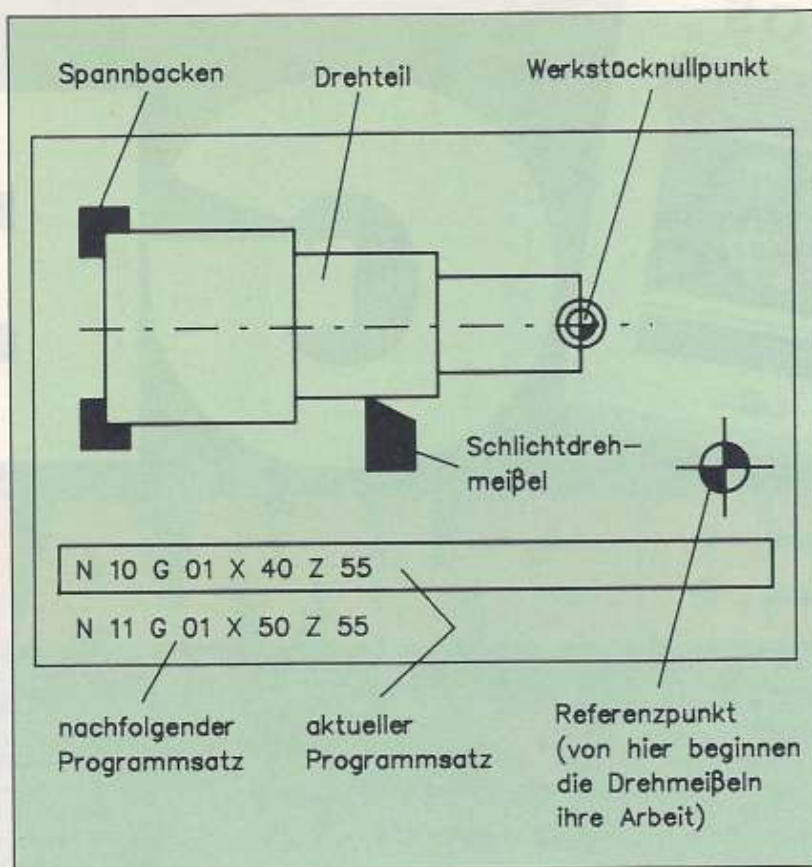 Spannbacken
Drehteil
Werkstücknullpunkt
Schlichtdreh-
meißel
N 10 G 01 X 40 Z 55
N 11 G 01 X 50 Z 55
nachfolgender
Programmsatz
aktueller
Programmsatz
Referenzpunkt
(von hier beginnen
die Drehmeißeln
ihre Arbeit)